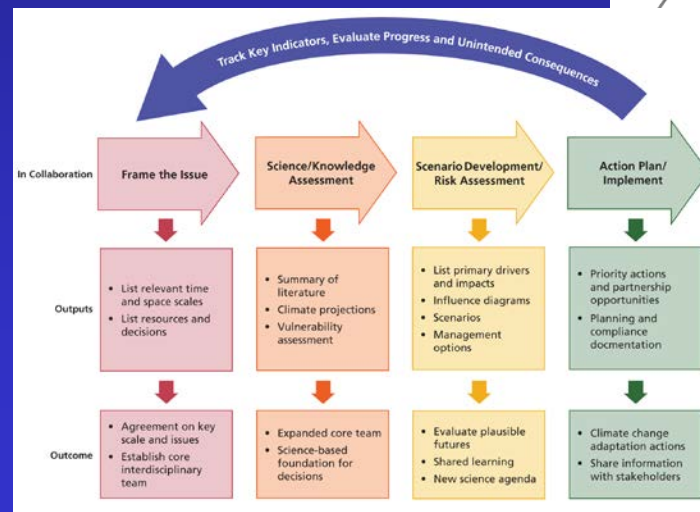 Track Key Indicators, Evaluate Progress and Unintended Consequences
In Collaboration
Frame the Issue
Science/Knowledge
Assessment
Scenario Development/
Risk Assessment
Action Plan/
Implement
Outputs
• List relevant time
and space scales
• List resources and
decisions
• Summary of
literature
• Climate projections
• Vulnerability
assessment
• List primary drivers
and impacts
• Influence diagrams
• Scenarios
• Management
options
• Priority actions
and partnership
opportunities
• Planning and
compliance
docmentation
Outcome
• Agreement on key
scale and issues
• Establish core
interdisciplinary
team
• Expanded core team
• Science-based
foundation for
decisions
• Evaluate plausible
futures
• Shared learning
• New science agenda
• Climate change
adaptation actions
• Share information
with stakeholders